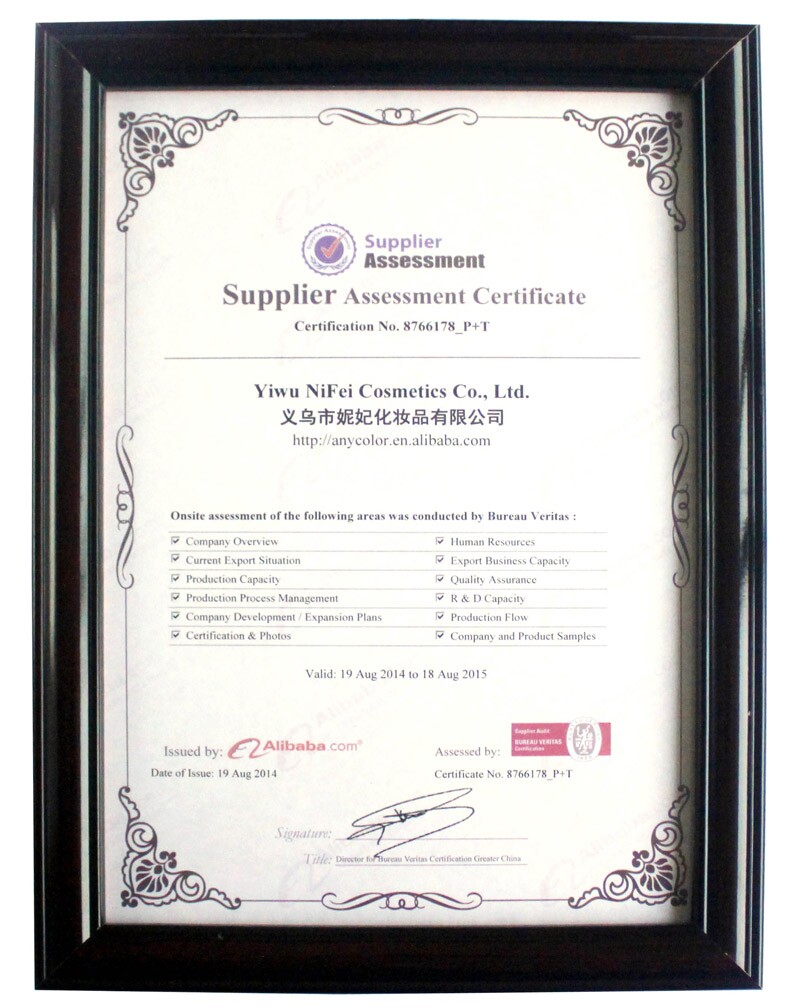 Supplier
Assessment
Supplier Assessment Certificate
Certification No. 8766178_P+T
Yiwu NiFei Cosmetics Co., Ltd.
义乌市妮妃化妆品有限公司
http://anycolor.en.alibaba.com
Onsite assessment of the following areas was conducted by Bureau Veritas :
Company Overview
Human Resources
Current Export Situation
Export Business Capacity
Production Capacity
Quality Assurance
Production Process Management
R & D Capacity
Company Development / Expansion Plans
Production Flow
Certification & Photos
Company and Product Samples
Valid: 19 Aug 2014 to 18 Aug 2015
Issued by: Alibaba.com®
Date of Issue: 19 Aug 2014
Supplier Audit
BUREAU VERITAS
Certification
Assessed by:
Certificate No. 8766178_P+T
Signature:
Title: Director for Bureau Veritas Certification Greater China